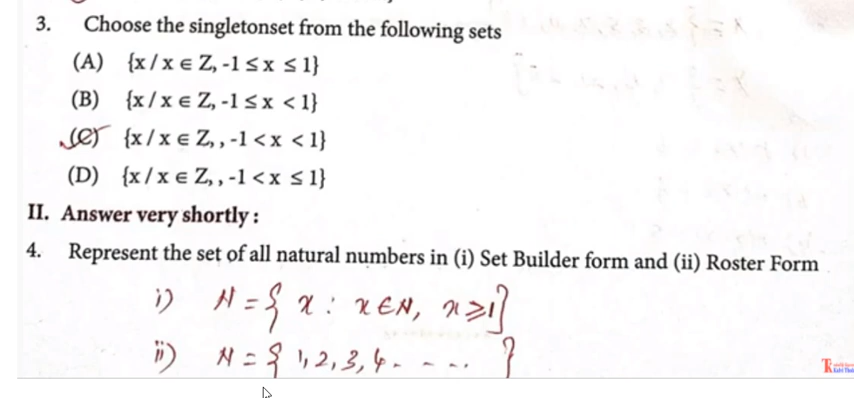 3. Choose the singletonset from the following sets
(A) {x / x ∈ Z, -1 ≤ x ≤ 1}
(B) {x / x ∈ Z, -1 ≤ x < 1}
(C) {x / x ∈ Z, , -1 < x < 1}
(D) {x / x ∈ Z, , -1 < x ≤ 1}
II. Answer very shortly :
4. Represent the set of all natural numbers in (i) Set Builder form and (ii) Roster Form
i) N = { x : x ∈ N, x ≥ 1}
ii) N = { 1, 2, 3, 4 - - - .. }